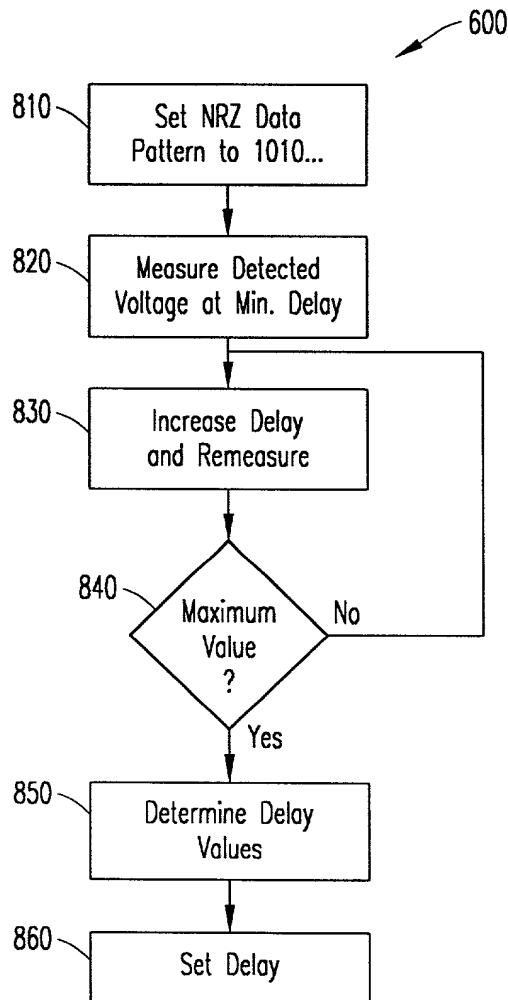 600
810
Set NRZ Data
Pattern to 1010...
820
Measure Detected
Voltage at Min. Delay
830
Increase Delay
and Remeasure
840
Maximum
Value
?
No
Yes
850
Determine Delay
Values
860
Set Delay